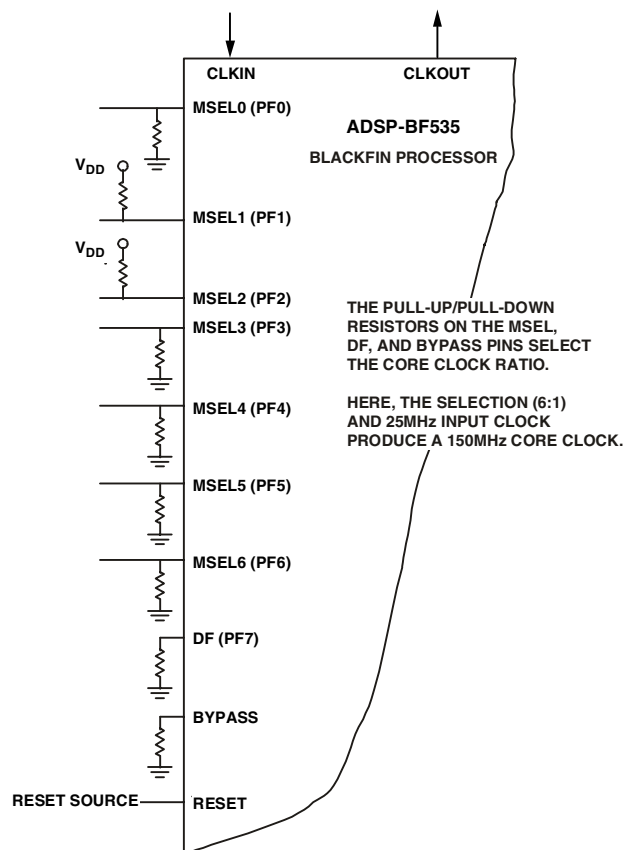 CLKIN
CLKOUT
MSEL0 (PF0)
ADSP-BF535
BLACKFIN PROCESSOR
VDD
MSEL1 (PF1)
VDD
MSEL2 (PF2)
MSEL3 (PF3)
THE PULL-UP/PULL-DOWN
RESISTORS ON THE MSEL,
DF, AND BYPASS PINS SELECT
THE CORE CLOCK RATIO.
HERE, THE SELECTION (6:1)
AND 25MHz INPUT CLOCK
PRODUCE A 150MHz CORE CLOCK.
MSEL4 (PF4)
MSEL5 (PF5)
MSEL6 (PF6)
DF (PF7)
BYPASS
RESET SOURCE
RESET